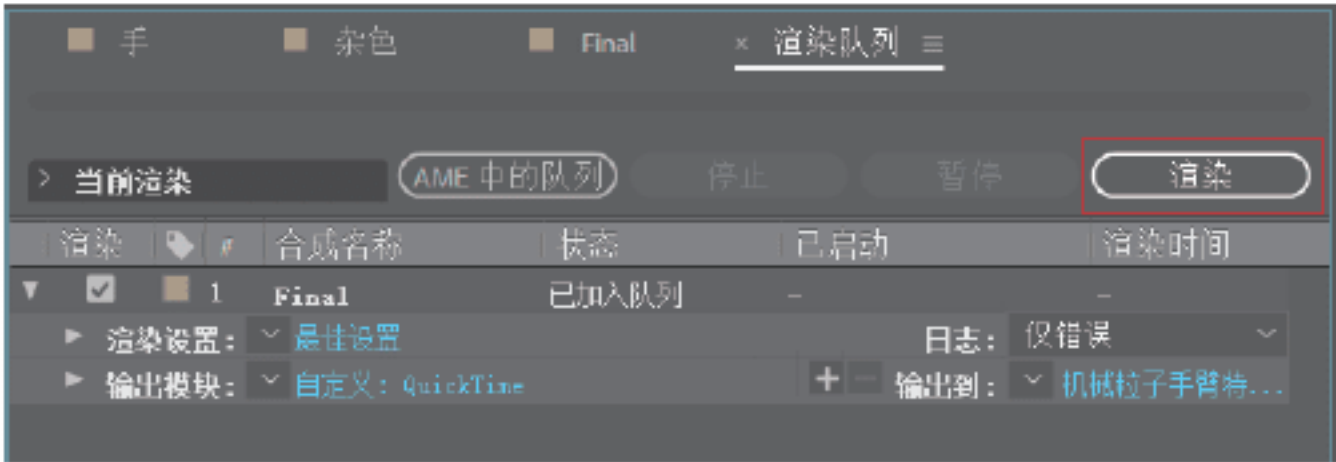 手 杂色 Final × 渲染队列
当前渲染 AME 中的队列 停止 暂停 渲染
渲染 # 合成名称 状态 已启动 渲染时间
1 Final 已加入队列 – –
渲染设置: 最佳设置 日志: 仅错误
输出模块: 自定义: QuickTime + – 输出到: 机械粒子手臂特...